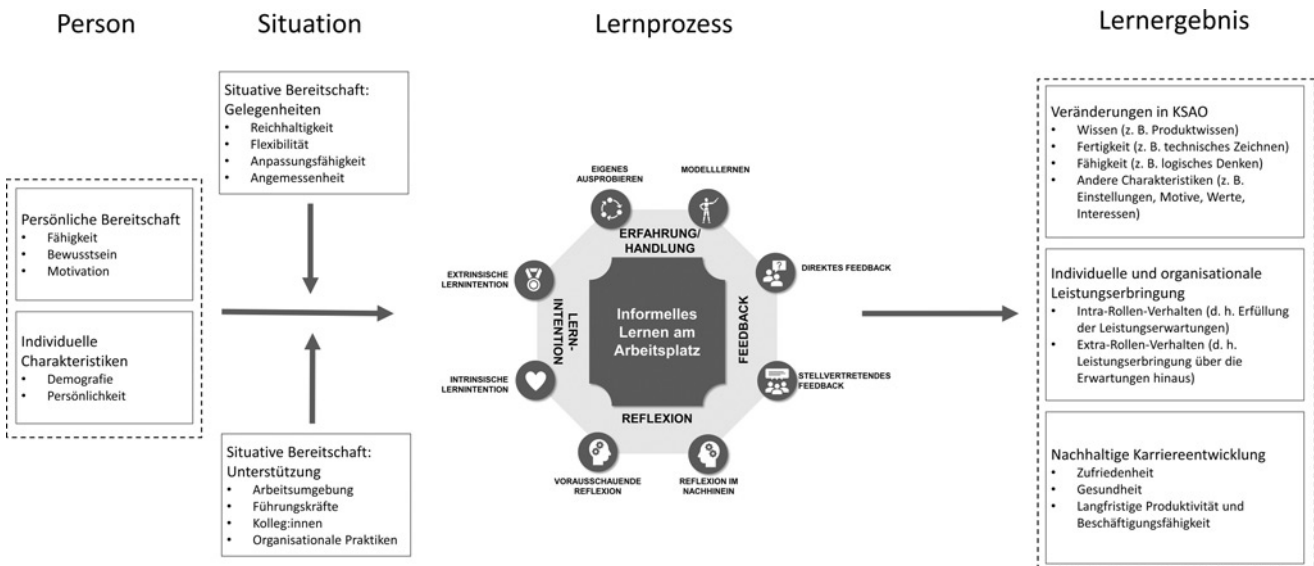 Person
Situation
Lernprozess
Lernergebnis
Persönliche Bereitschaft
• Fähigkeit
• Bewusstsein
• Motivation
Individuelle
Charakteristiken
• Demografie
• Persönlichkeit
Situative Bereitschaft:
Gelegenheiten
• Reichhaltigkeit
• Flexibilität
• Anpassungsfähigkeit
• Angemessenheit
Situative Bereitschaft:
Unterstützung
• Arbeitsumgebung
• Führungskräfte
• Kolleg:innen
• Organisationale Praktiken
EIGENES
AUSPROBIEREN
MODELLLERNEN
ERFAHRUNG/
HANDLUNG
EXTRINSISCHE
LERNINTENTION
DIREKTES FEEDBACK
LERN-
INTENTION
Informelles
Lernen am
Arbeitsplatz
FEEDBACK
INTRINSISCHE
LERNINTENTION
STELLVERTRETENDES
FEEDBACK
REFLEXION
VORAUSSCHAUENDE
REFLEXION
REFLEXION IM
NACHHINEIN
Veränderungen in KSAO
• Wissen (z. B. Produktwissen)
• Fertigkeit (z. B. technisches Zeichnen)
• Fähigkeit (z. B. logisches Denken)
• Andere Charakteristiken (z. B.
Einstellungen, Motive, Werte,
Interessen)
Individuelle und organisationale
Leistungserbringung
• Intra-Rollen-Verhalten (d. h. Erfüllung
der Leistungserwartungen)
• Extra-Rollen-Verhalten (d. h.
Leistungserbringung über die
Erwartungen hinaus)
Nachhaltige Karriereentwicklung
• Zufriedenheit
• Gesundheit
• Langfristige Produktivität und
Beschäftigungsfähigkeit